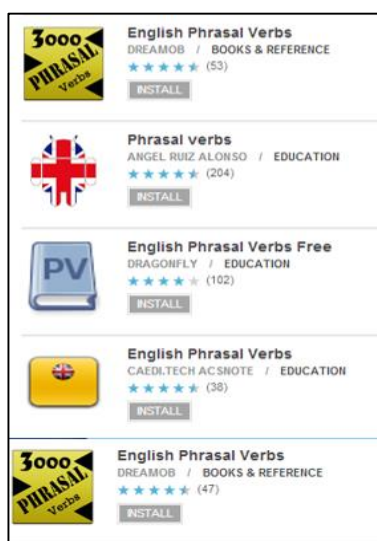 3000
PHRASAL
Verbs
English Phrasal Verbs
DREAMOB / BOOKS & REFERENCE
(53)
INSTALL
Phrasal verbs
ANGEL RUIZ ALONSO / EDUCATION
(204)
INSTALL
PV
English Phrasal Verbs Free
DRAGONFLY / EDUCATION
(102)
INSTALL
English Phrasal Verbs
CAEDI.TECH ACSNOTE / EDUCATION
(38)
INSTALL
3000
PHRASAL
Verbs
English Phrasal Verbs
DREAMOB / BOOKS & REFERENCE
(47)
INSTALL